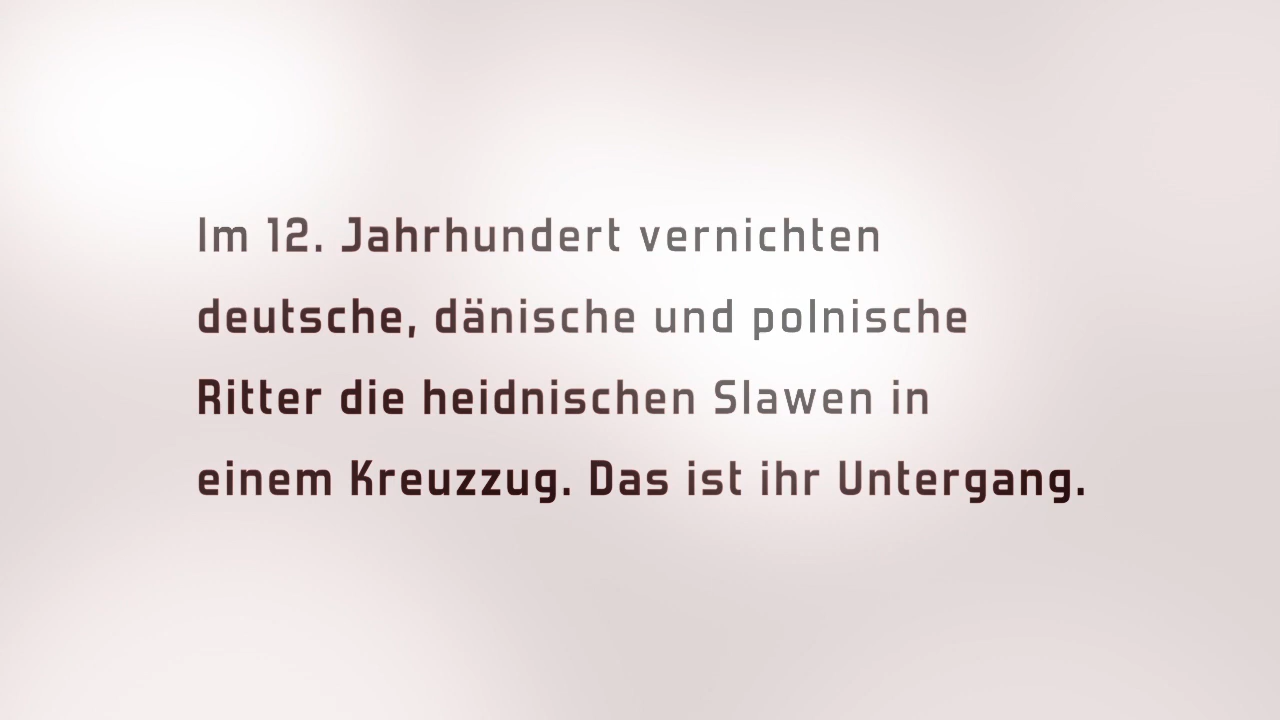 Im 12. Jahrhundert vernichten
deutsche, dänische und polnische
Ritter die heidnischen Slawen in
einem Kreuzzug. Das ist ihr Untergang.